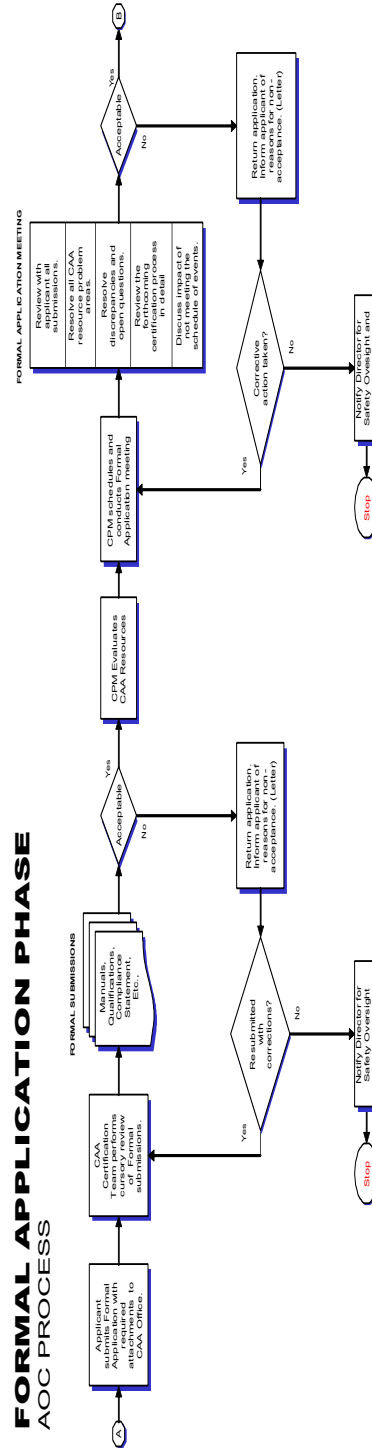 FORMAL APPLICATION PHASE
AOC PROCESS
A
Applicant
submits Formal
Application with
required
attachments to
CAA Office.
CAA
Certification
Team performs
cursory review
of Formal
submissions.
FORMAL SUBMISSIONS
Manuals,
Qualifications,
Compliance
Statement,
Etc.,
Acceptable
Yes
No
Return application.
Inform applicant of
reasons for non-
acceptance. (Letter)
Resubmitted
with
corrections?
Yes
No
Notify Director for
Safety Oversight
Stop
CPM Evaluates
CAA Resources
CPM schedules and
conducts Formal
Application meeting
FORMAL APPLICATION MEETING
Review with
applicant all
submissions.
Resolve all CAA
resource problem
areas.
Resolve
discrepancies and
open questions.
Review the
forthcoming
certification process
in detail
Discuss impact of
not meeting the
schedule of events.
Acceptable
Yes
No
B
Return application.
Inform applicant of
reasons for non-
acceptance. (Letter)
Corrective
action taken?
Yes
No
Notify Director for
Safety Ovesight and
Stop